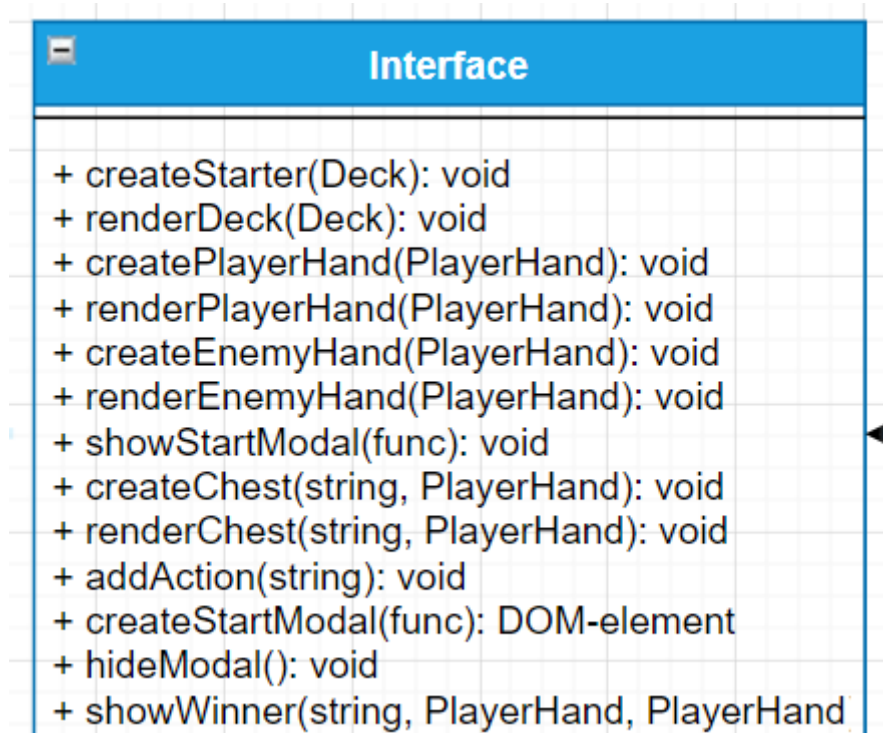 Interface
+ createStarter(Deck): void
+ renderDeck(Deck): void
+ createPlayerHand(PlayerHand): void
+ renderPlayerHand(PlayerHand): void
+ createEnemyHand(PlayerHand): void
+ renderEnemyHand(PlayerHand): void
+ showStartModal(func): void
+ createChest(string, PlayerHand): void
+ renderChest(string, PlayerHand): void
+ addAction(string): void
+ createStartModal(func): DOM-element
+ hideModal(): void
+ showWinner(string, PlayerHand, PlayerHand